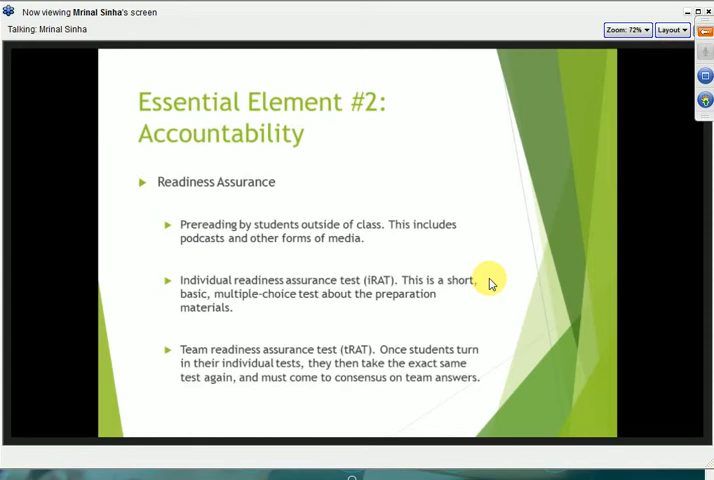 Now viewing Mrinal Sinha's screen
Talking: Mrinal Sinha
Zoom: 72%
Layout
Essential Element #2:
Accountability
Readiness Assurance
Prereading by students outside of class. This includes
podcasts and other forms of media.
Individual readiness assurance test (iRAT). This is a short,
basic, multiple-choice test about the preparation
materials.
Team readiness assurance test (tRAT). Once students turn
in their individual tests, they then take the exact same
test again, and must come to consensus on team answers.